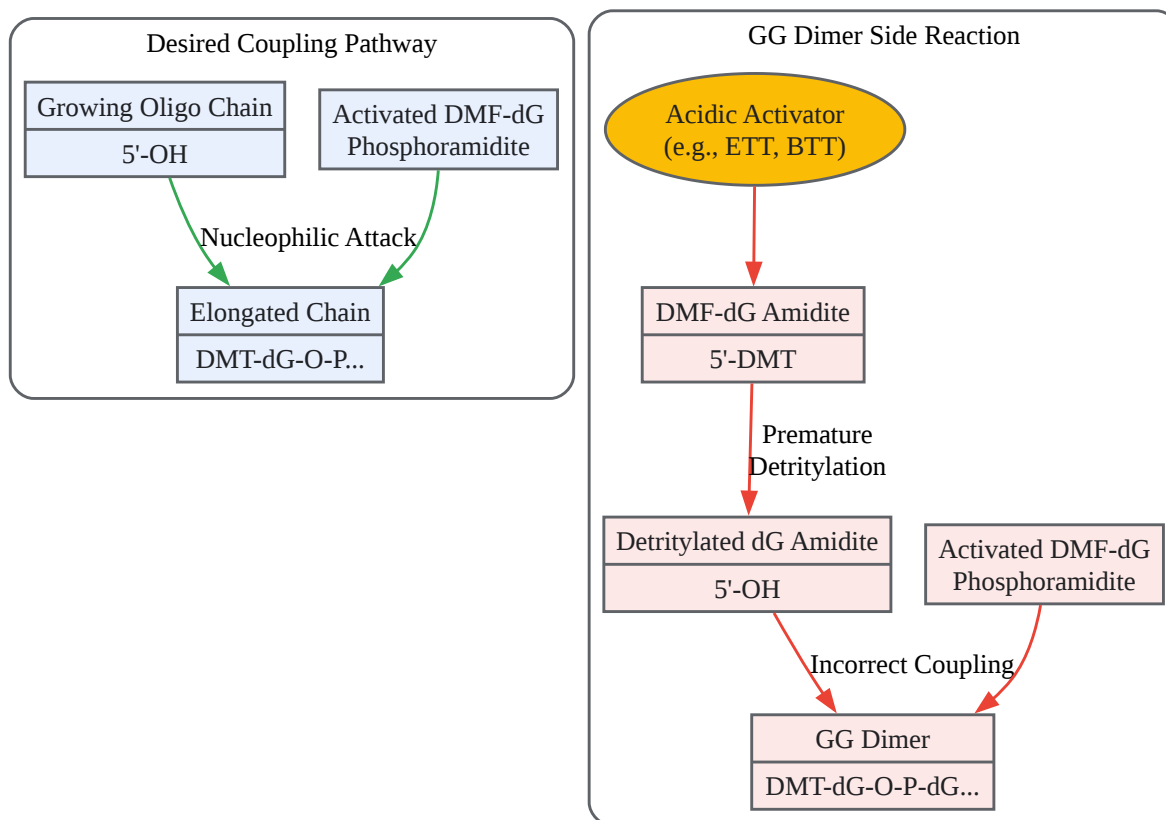 Desired Coupling Pathway
Growing Oligo Chain
5'-OH
Activated DMF-dG
Phosphoramidite
Nucleophilic Attack
Elongated Chain
DMT-dG-O-P...
GG Dimer Side Reaction
Acidic Activator
(e.g., ETT, BTT)
DMF-dG Amidite
5'-DMT
Premature
Detritylation
Detritylated dG Amidite
5'-OH
Activated DMF-dG
Phosphoramidite
Incorrect Coupling
GG Dimer
DMT-dG-O-P-dG...